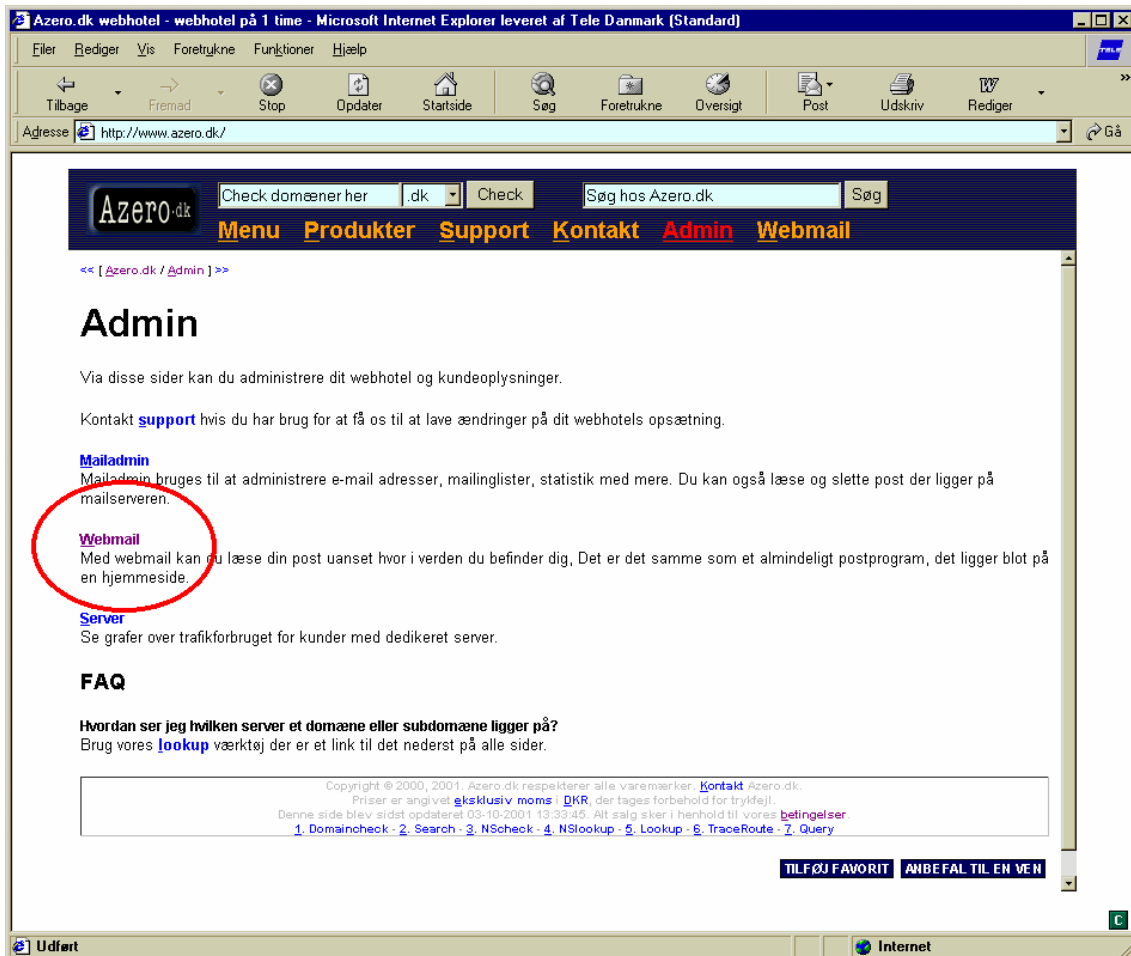 Azero.dk webhotel - webhotel på 1 time - Microsoft Internet Explorer leveret af Tele Danmark (Standard)
Filer Rediger Vis Foretrukne Funktioner Hjælp
TELE
Tilbage Fremad Stop Opdater Startside Søg Foretrukne Oversigt Post Udskriv Rediger
Adresse http://www.azero.dk/ Gå
Azero.dk Check domæner her .dk Check Søg hos Azero.dk Søg
Menu Produkter Support Kontakt Admin Webmail
<< [ Azero.dk / Admin ] >>
Admin
Via disse sider kan du administrere dit webhotel og kundeoplysninger.
Kontakt support hvis du har brug for at få os til at lave ændringer på dit webhotels opsætning.
Mailadmin
Mailadmin bruges til at administrere e-mail adresser, mailinglister, statistik med mere. Du kan også læse og slette post der ligger på
mailserveren.
Webmail
Med webmail kan du læse din post uanset hvor i verden du befinder dig, Det er det samme som et almindeligt postprogram, det ligger blot på
en hjemmeside.
Server
Se grafer over trafikforbruget for kunder med dedikeret server.
FAQ
Hvordan ser jeg hvilken server et domæne eller subdomæne ligger på?
Brug vores lookup værktøj der er et link til det nederst på alle sider.
Copyright © 2000, 2001. Azero.dk respekterer alle varemærker. Kontakt Azero.dk.
Priser er angivet eksklusiv moms i DKR, der tages forbehold for trykfejl.
Denne side blev sidst opdateret 03-10-2001 13:33:45. Alt salg sker i henhold til vores betingelser.
1. Domaincheck - 2. Search - 3. NScheck - 4. NSlookup - 5. Lookup - 6. TraceRoute - 7. Query
TILFØJ FAVORIT ANBEFAL TIL EN VEN
C
Udført Internet